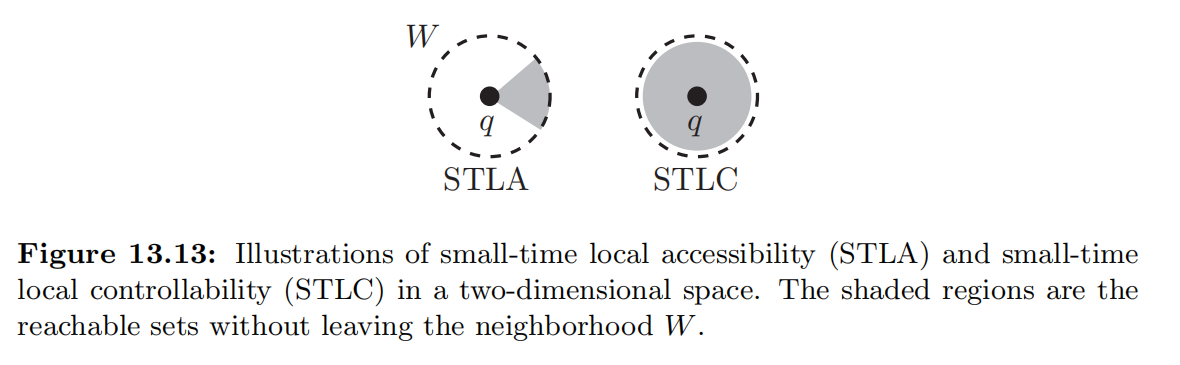 W
q
q
STLA
STLC
Figure 13.13: Illustrations of small-time local accessibility (STLA) and small-time
local controllability (STLC) in a two-dimensional space. The shaded regions are the
reachable sets without leaving the neighborhood W.